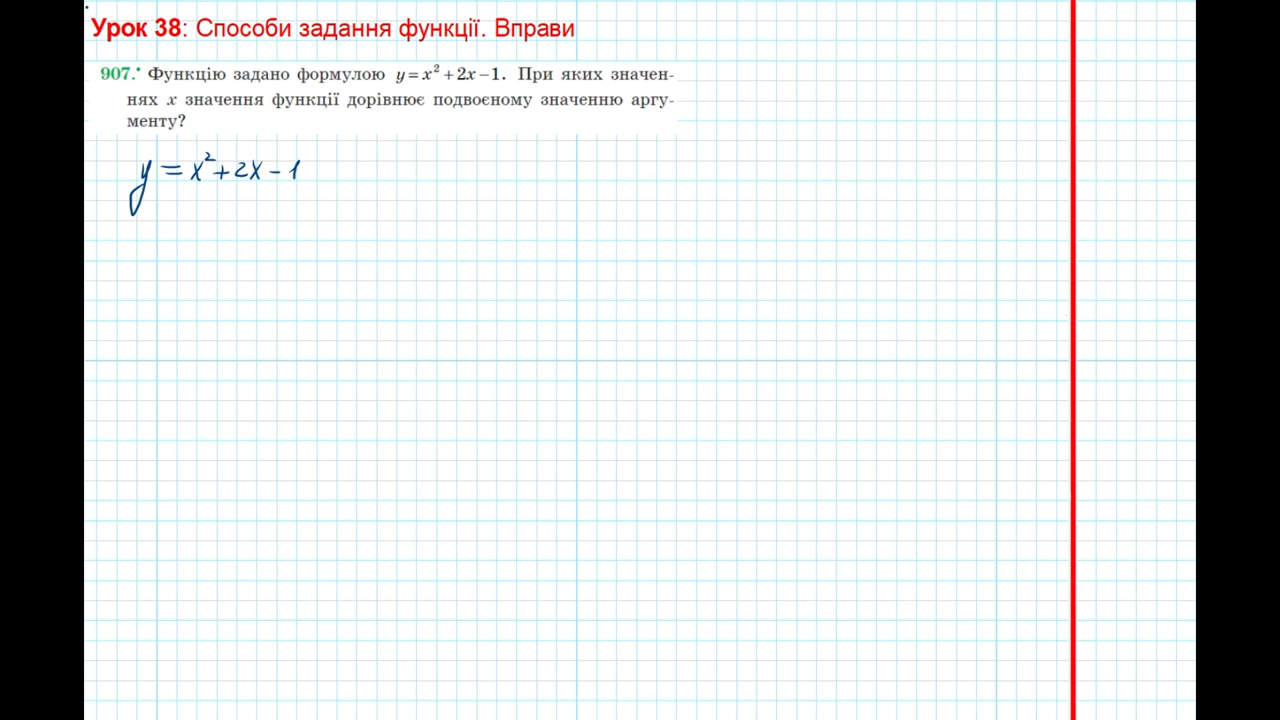 Урок 38: Способи задання функції. Вправи
907.• Функцію задано формулою y = x² + 2x − 1. При яких значен-
нях x значення функції дорівнює подвоєному значенню аргу-
менту?
y = x² + 2x − 1